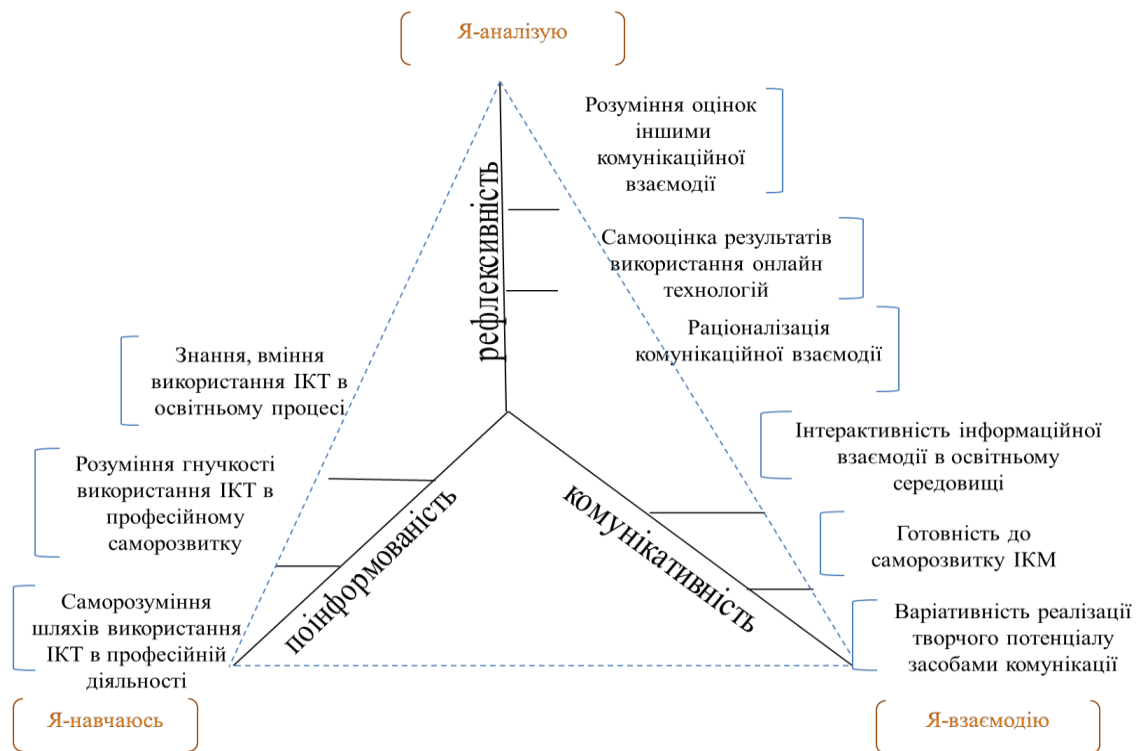 Я-аналізую
Розуміння оцінок
іншими
комунікаційної
взаємодії
рефлексивність
Самооцінка результатів
використання онлайн
технологій
Раціоналізація
комунікаційної взаємодії
Знання, вміння
використання ІКТ в
освітньому процесі
Розуміння гнучкості
використання ІКТ в
професійному
саморозвитку
Саморозуміння
шляхів використання
ІКТ в професійній
діяльності
поінформованість
комунікативність
Інтерактивність інформаційної
взаємодії в освітньому
середовищі
Готовність до
саморозвитку ІКМ
Варіативність реалізації
творчого потенціалу
засобами комунікації
Я-навчаюсь
Я-взаємодію